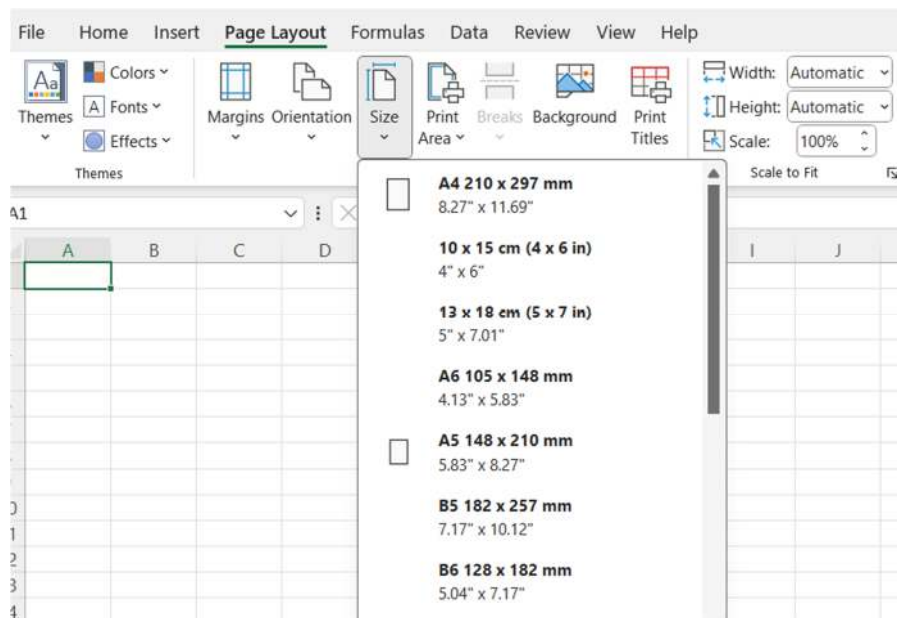 File Home Insert Page Layout Formulas Data Review View Help
Themes
Colors
Fonts
Effects
Themes
Margins
Orientation
Size
Print
Area
Breaks
Background
Print
Titles
Width: Automatic
Height: Automatic
Scale: 100%
Scale to Fit
A1
A B C D I J
A4 210 x 297 mm
8.27" x 11.69"
10 x 15 cm (4 x 6 in)
4" x 6"
13 x 18 cm (5 x 7 in)
5" x 7.01"
A6 105 x 148 mm
4.13" x 5.83"
A5 148 x 210 mm
5.83" x 8.27"
B5 182 x 257 mm
7.17" x 10.12"
B6 128 x 182 mm
5.04" x 7.17"